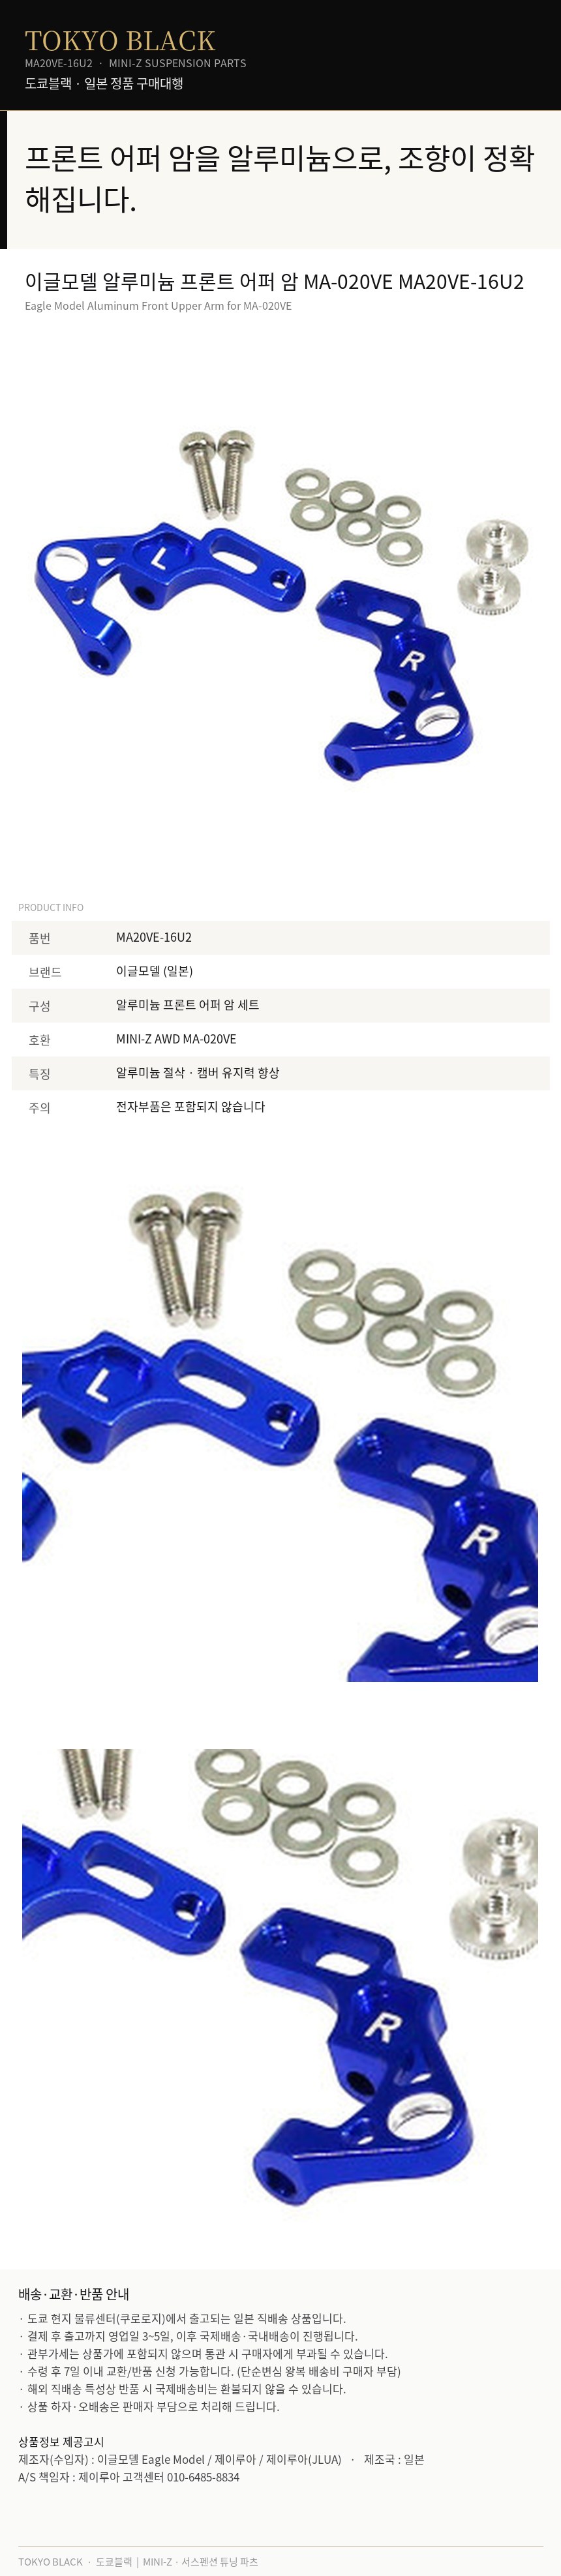 TOKYO BLACK
MA20VE-16U2 · MINI-Z SUSPENSION PARTS
도쿄블랙 · 일본 정품 구매대행
프론트 어퍼 암을 알루미늄으로, 조향이 정확
해집니다.
이글모델 알루미늄 프론트 어퍼 암 MA-020VE MA20VE-16U2
Eagle Model Aluminum Front Upper Arm for MA-020VE
L
R
PRODUCT INFO
품번 MA20VE-16U2
브랜드 이글모델 (일본)
구성 알루미늄 프론트 어퍼 암 세트
호환 MINI-Z AWD MA-020VE
특징 알루미늄 절삭 · 캠버 유지력 향상
주의 전자부품은 포함되지 않습니다
L
R
R
배송·교환·반품 안내
· 도쿄 현지 물류센터(쿠로로지)에서 출고되는 일본 직배송 상품입니다.
· 결제 후 출고까지 영업일 3~5일, 이후 국제배송·국내배송이 진행됩니다.
· 관부가세는 상품가에 포함되지 않으며 통관 시 구매자에게 부과될 수 있습니다.
· 수령 후 7일 이내 교환/반품 신청 가능합니다. (단순변심 왕복 배송비 구매자 부담)
· 해외 직배송 특성상 반품 시 국제배송비는 환불되지 않을 수 있습니다.
· 상품 하자·오배송은 판매자 부담으로 처리해 드립니다.
상품정보 제공고시
제조자(수입자) : 이글모델 Eagle Model / 제이루아 / 제이루아(JLUA) · 제조국 : 일본
A/S 책임자 : 제이루아 고객센터 010-6485-8834
TOKYO BLACK · 도쿄블랙 | MINI-Z · 서스펜션 튜닝 파츠